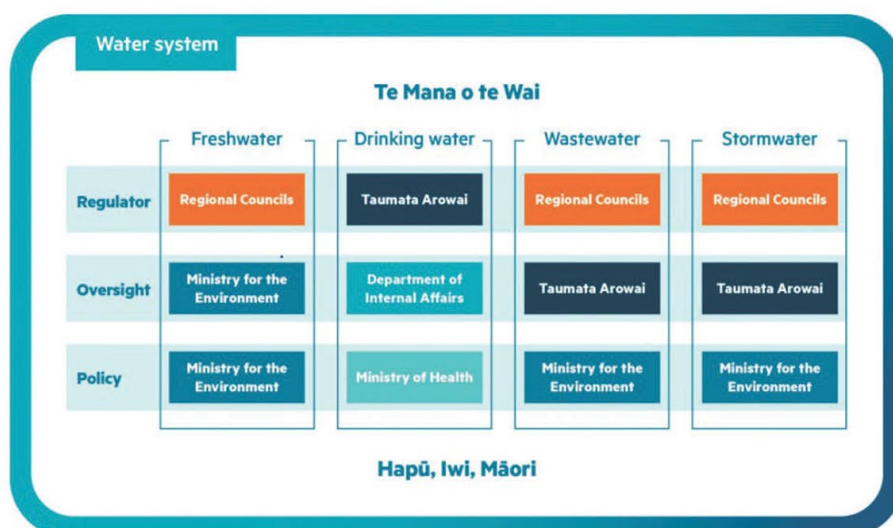 Water system
Te Mana o te Wai
Freshwater
Drinking water
Wastewater
Stormwater
Regulator
Regional Councils
Taumata Arowai
Regional Councils
Regional Councils
Oversight
Ministry for the
Environment
Department of
Internal Affairs
Taumata Arowai
Taumata Arowai
Policy
Ministry for the
Environment
Ministry of Health
Ministry for the
Environment
Ministry for the
Environment
Hapū, Iwi, Māori